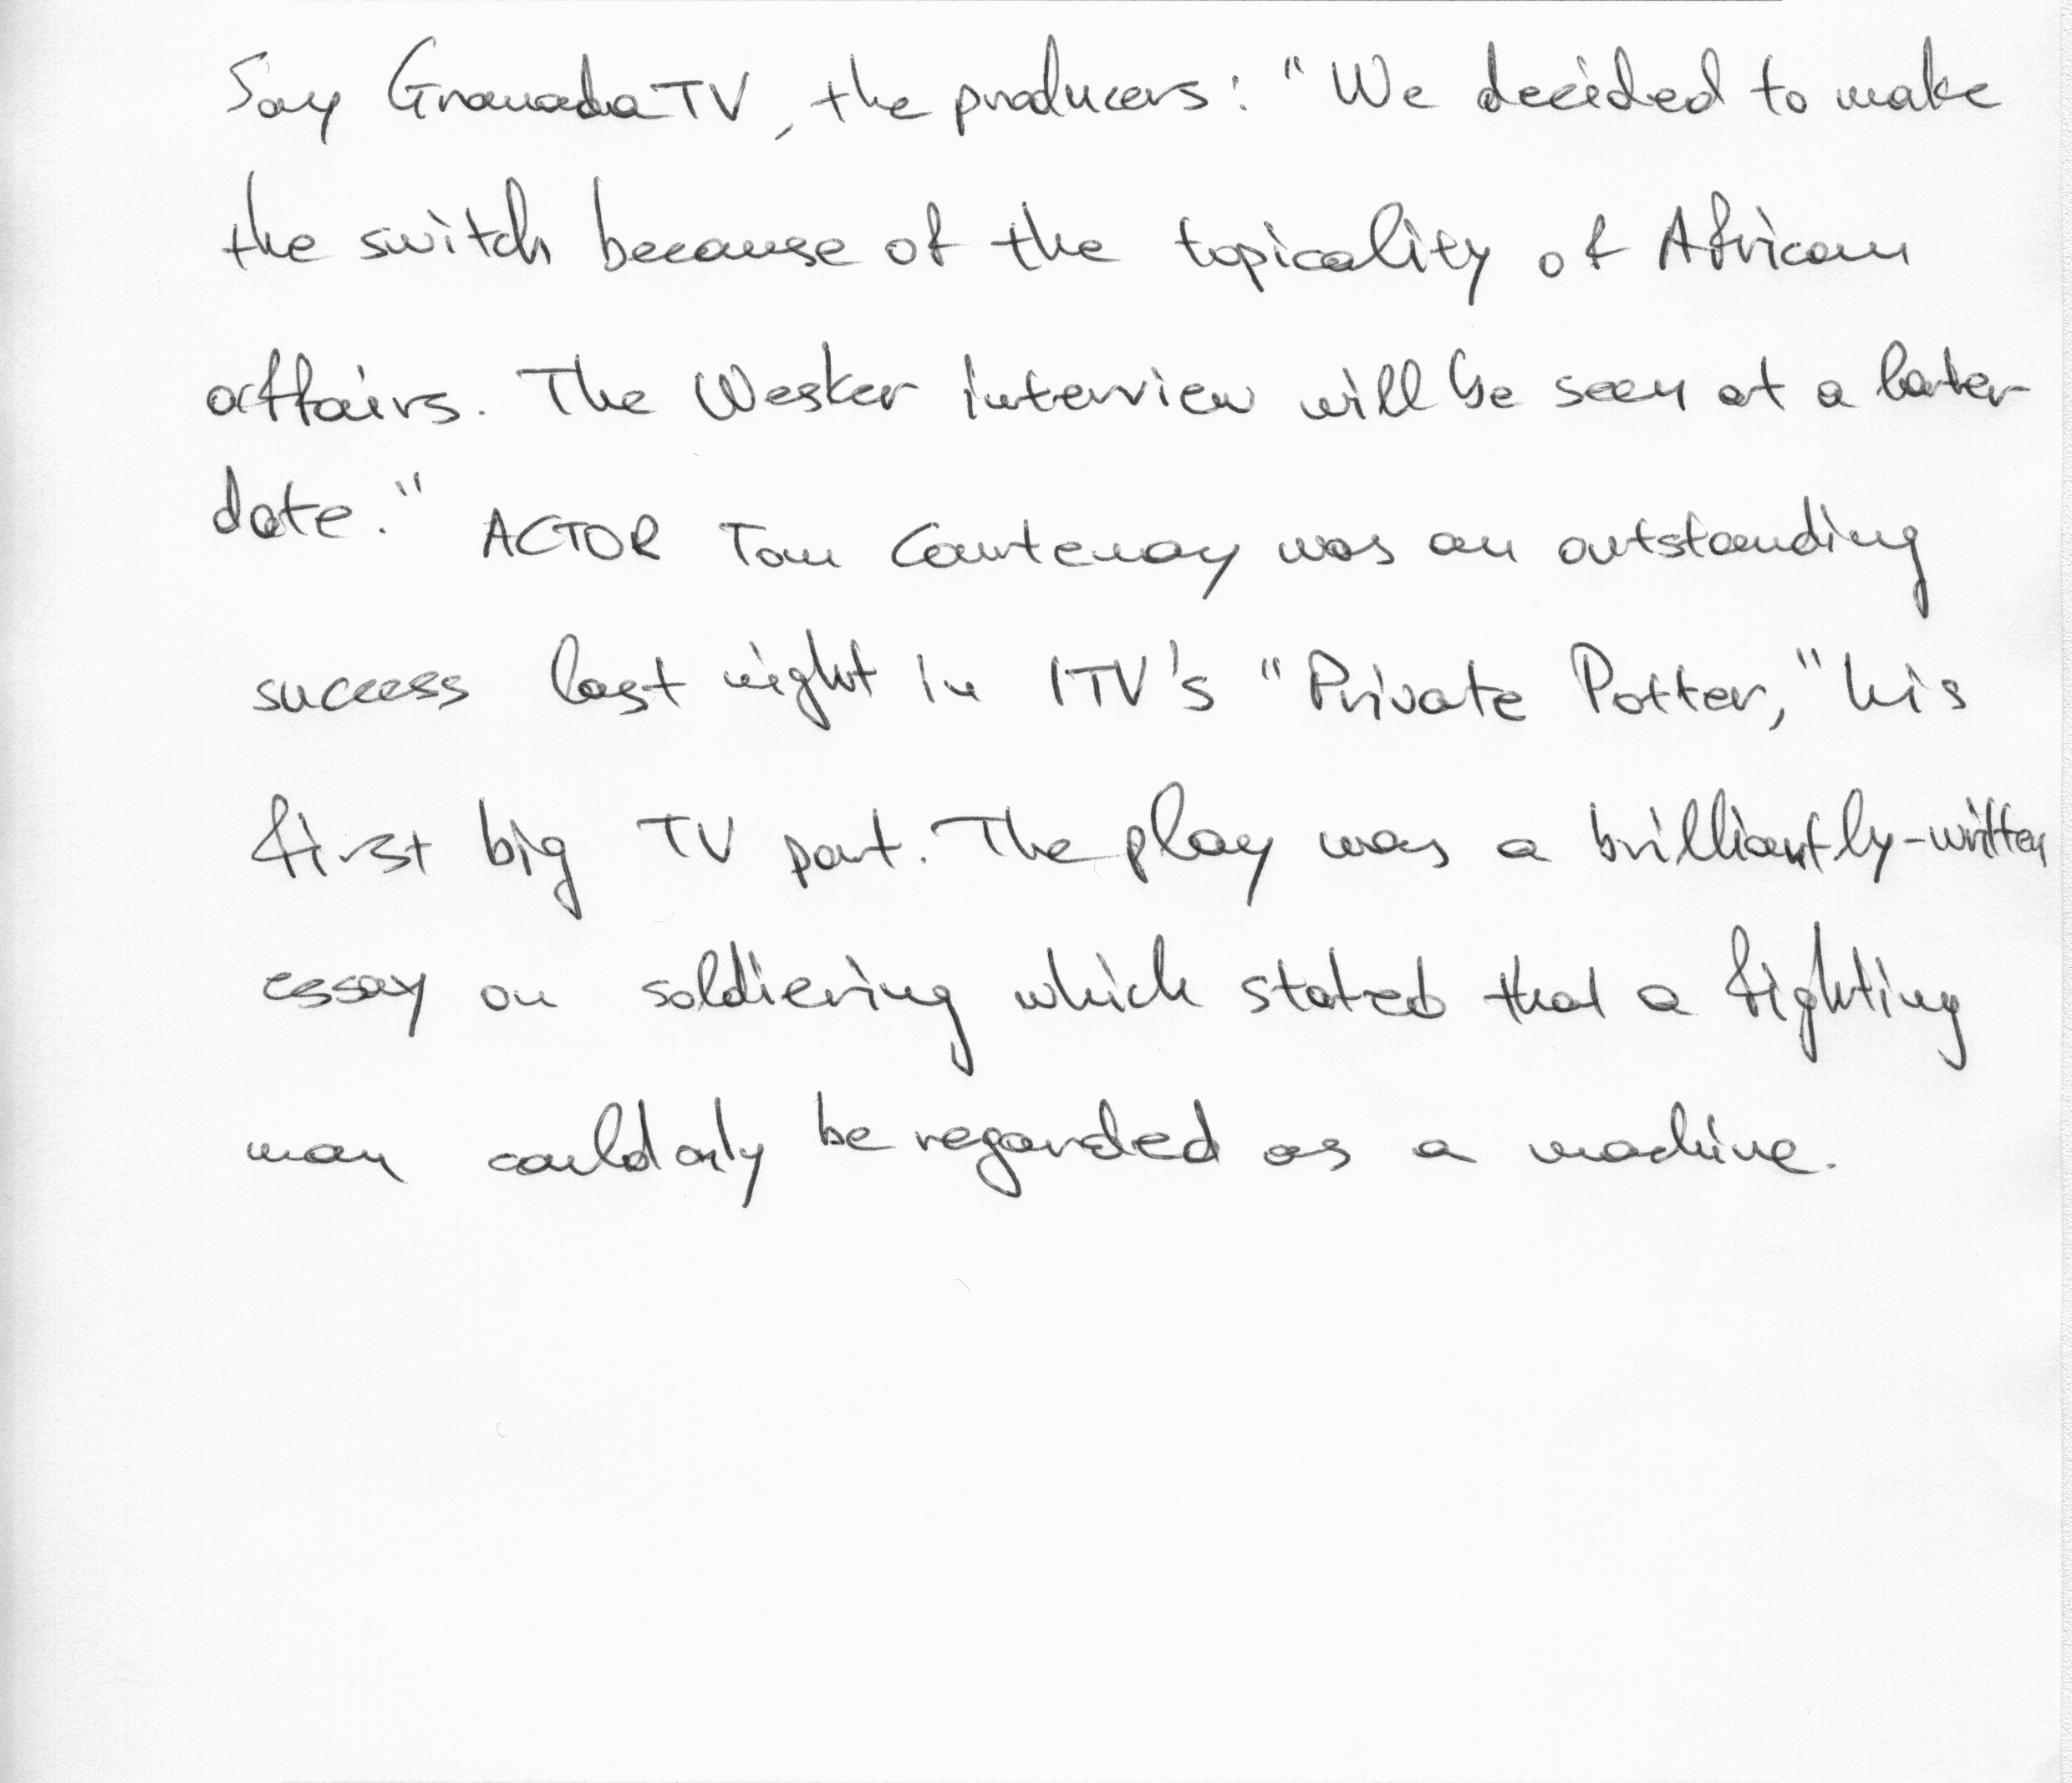 Say Granada TV, the producers: "We decided to make
the switch because of the topicality of African
affairs. The Wesker interview will be seen at a later
date." ACTOR Tom Courtenay was an outstanding
success last night in ITV's "Private Potter," his
first big TV part. The play was a brilliantly-written
essay on soldiering which stated that a fighting
man could only be regarded as a machine.